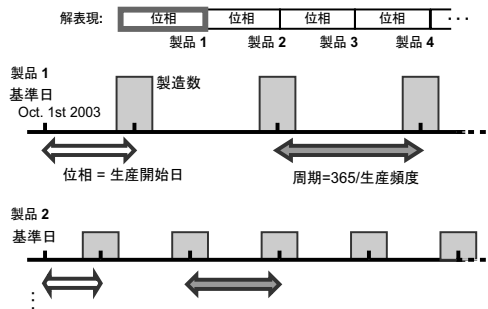 解表現: 位相 位相 位相 位相 ・・・
製品 1 製品 2 製品 3 製品 4
製品 1
基準日 製造数
Oct. 1st 2003
位相 = 生産開始日 周期=365/生産頻度
製品 2
基準日
⋮